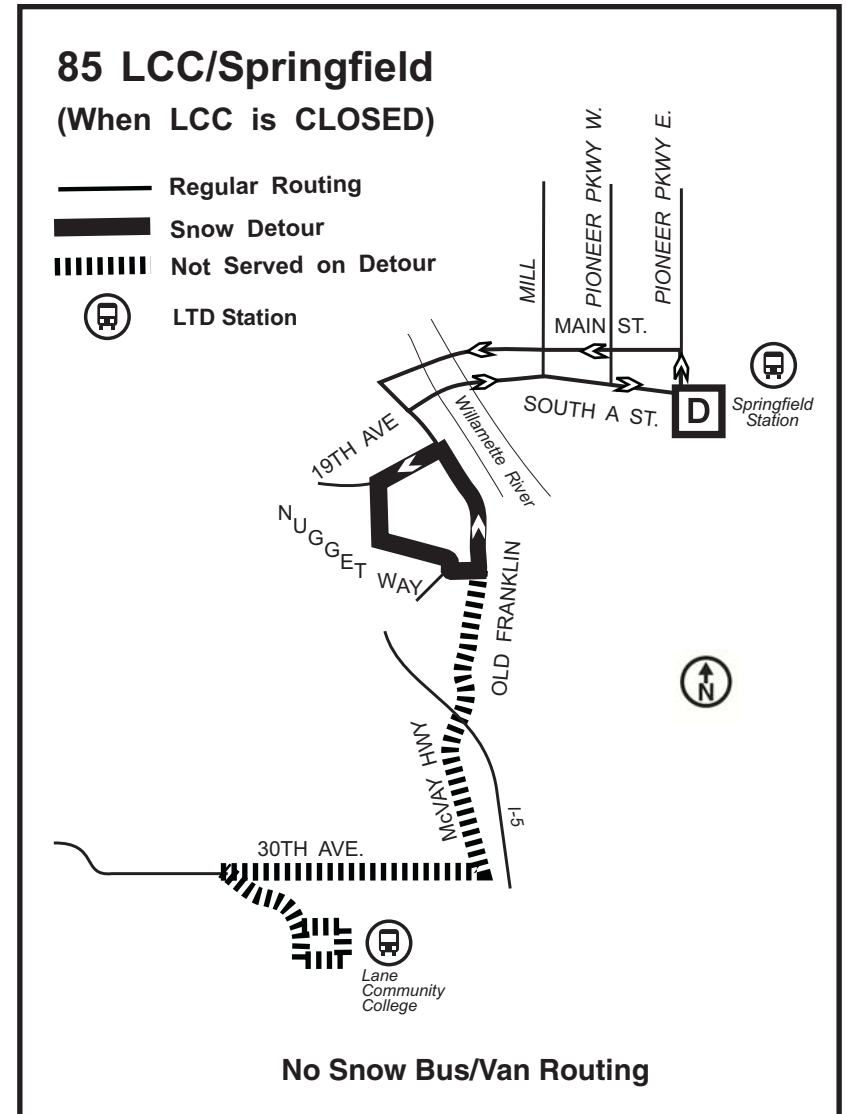 85 LCC/Springfield
(When LCC is CLOSED)
Regular Routing
Snow Detour
Not Served on Detour
LTD Station
MILL
PIONEER PKWY W.
PIONEER PKWY E.
MAIN ST.
SOUTH A ST.
D
Springfield
Station
Willamette River
19TH AVE
NUGGET WAY
OLD FRANKLIN
N
McVAY HWY
I-5
30TH AVE.
Lane
Community
College
No Snow Bus/Van Routing